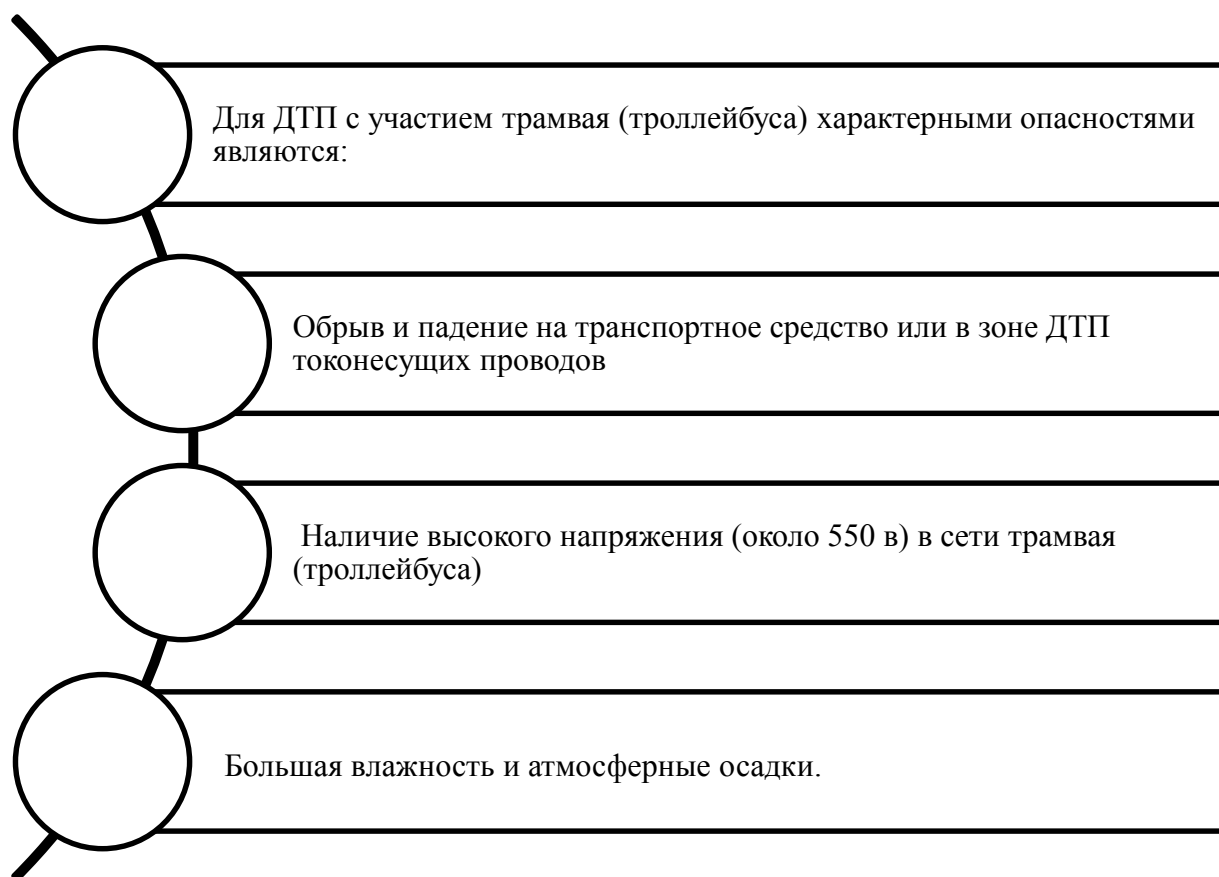 Для ДТП с участием трамвая (троллейбуса) характерными опасностями
являются:
Обрыв и падение на транспортное средство или в зоне ДТП
токонесущих проводов
Наличие высокого напряжения (около 550 в) в сети трамвая
(троллейбуса)
Большая влажность и атмосферные осадки.